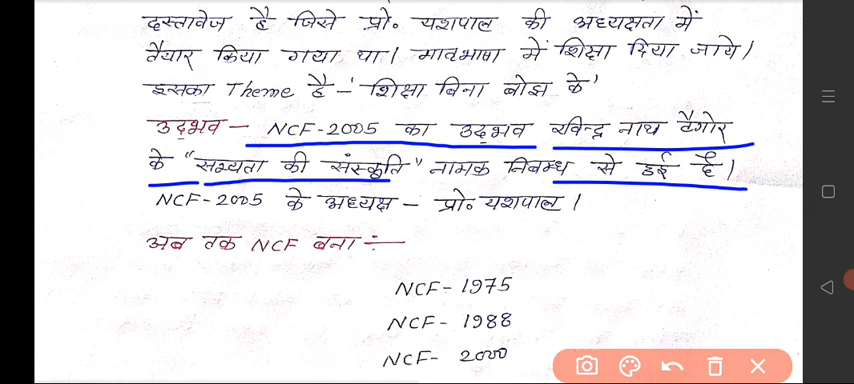 दस्तावेज है जिसे प्रो० यशपाल की अध्यक्षता में
तैयार किया गया था। मातृभाषा में शिक्षा दिया जाये।
इसका Theme है - 'शिक्षा बिना बोझ के'
उद्‌भव - NCF-2005 का उद्‌भव रविन्द्र नाथ टैगोर
के "सभ्यता की संस्कृति" नामक निबन्ध से हुई है।
NCF-2005 के अध्यक्ष - प्रो० यशपाल।
अब तक NCF बना :-
NCF-1975
NCF-1988
NCF-2000